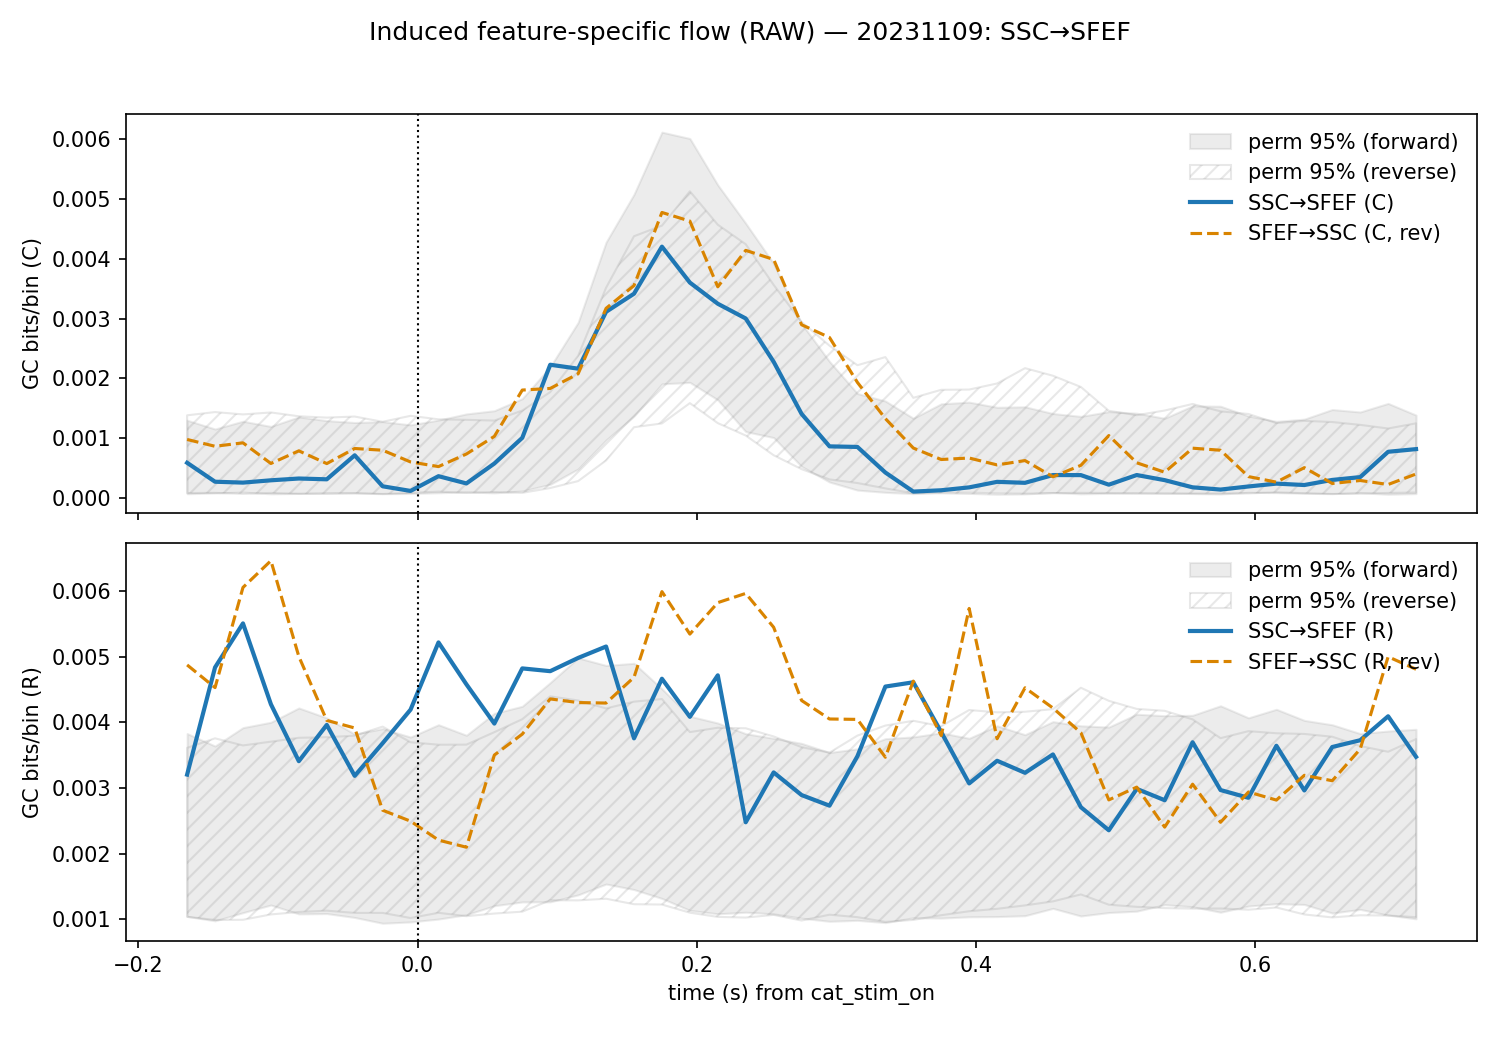 Induced feature-specific flow (RAW) — 20231109: SSC→SFEF
GC bits/bin (C)
0.006
0.005
0.004
0.003
0.002
0.001
0.000
perm 95% (forward)
perm 95% (reverse)
SSC→SFEF (C)
SFEF→SSC (C, rev)
GC bits/bin (R)
0.006
0.005
0.004
0.003
0.002
0.001
perm 95% (forward)
perm 95% (reverse)
SSC→SFEF (R)
SFEF→SSC (R, rev)
−0.2 0.0 0.2 0.4 0.6
time (s) from cat_stim_on